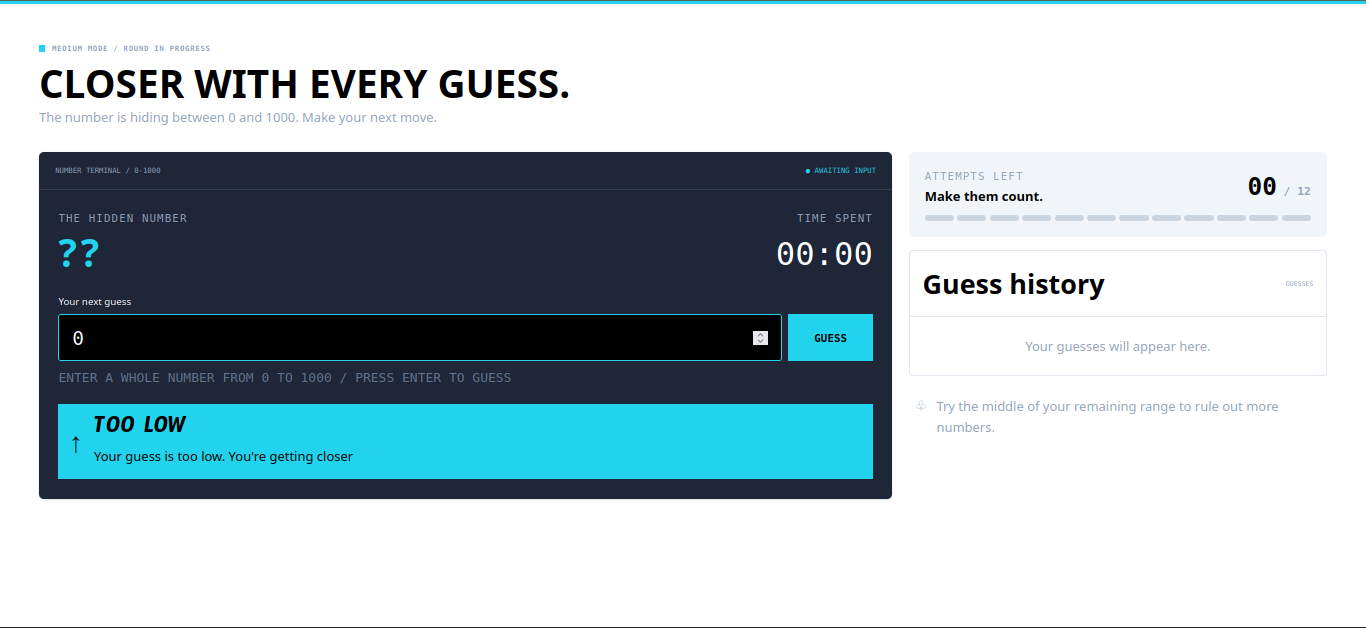 MEDIUM MODE / ROUND IN PROGRESS
CLOSER WITH EVERY GUESS.
The number is hiding between 0 and 1000. Make your next move.
NUMBER TERMINAL / 0-1000
AWAITING INPUT
THE HIDDEN NUMBER
TIME SPENT
??
00:00
Your next guess
0
GUESS
ENTER A WHOLE NUMBER FROM 0 TO 1000 / PRESS ENTER TO GUESS
↑
TOO LOW
Your guess is too low. You're getting closer
ATTEMPTS LEFT
Make them count.
00 / 12
Guess history
GUESSES
Your guesses will appear here.
Try the middle of your remaining range to rule out more
numbers.